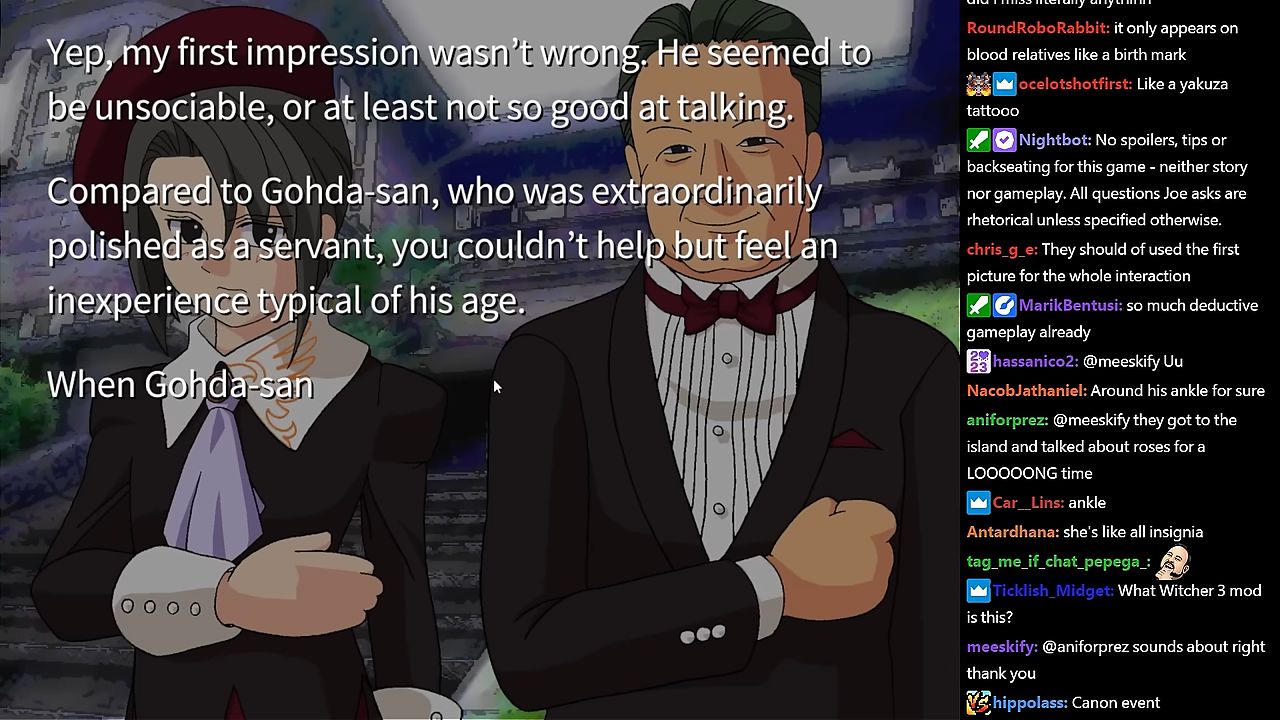 Yep, my first impression wasn't wrong. He seemed to
be unsociable, or at least not so good at talking.
Compared to Gohda-san, who was extraordinarily
polished as a servant, you couldn't help but feel an
inexperience typical of his age.
When Gohda-san
RoundRoboRabbit: it only appears on
blood relatives like a birth mark
ocelotshotfirst: Like a yakuza
tattooo
Nightbot: No spoilers, tips or
backseating for this game - neither story
nor gameplay. All questions Joe asks are
rhetorical unless specified otherwise.
chris_g_e: They should of used the first
picture for the whole interaction
MarikBentusi: so much deductive
gameplay already
hassanico2: @meeskify Uu
NacobJathaniel: Around his ankle for sure
aniforprez: @meeskify they got to the
island and talked about roses for a
LOOOOONG time
Car__Lins: ankle
Antardhana: she's like all insignia
tag_me_if_chat_pepega_:
Ticklish_Midget: What Witcher 3 mod
is this?
meeskify: @aniforprez sounds about right
thank you
hippolass: Canon event